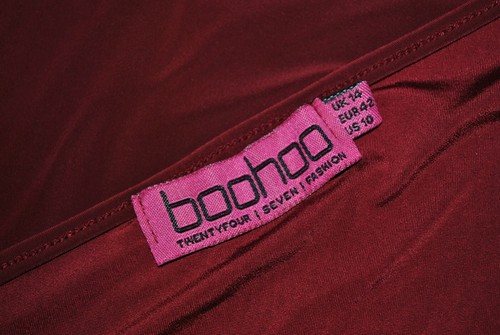 boohoo
TWENTYFOUR | SEVEN | FASHION
UK 14
EUR 42
US 10